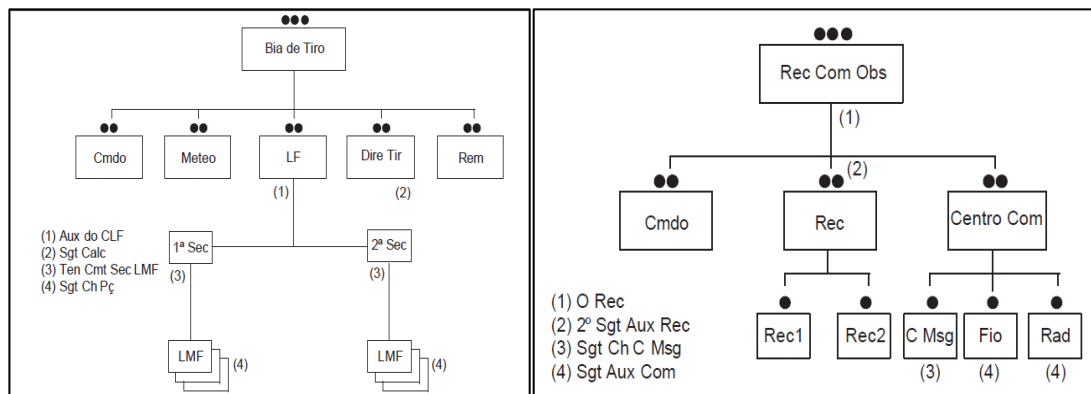 Bia de Tiro
Cmdo Meteo LF Dire Tir Rem
(1) (2)
(1) Aux do CLF
(2) Sgt Calc
(3) Ten Cmt Sec LMF
(4) Sgt Ch Pç
1ª Sec 2ª Sec
(3) (3)
LMF (4) LMF (4)
Rec Com Obs
(1)
(2)
Cmdo Rec Centro Com
Rec1 Rec2 C Msg Fio Rad
(3) (4) (4)
(1) O Rec
(2) 2º Sgt Aux Rec
(3) Sgt Ch C Msg
(4) Sgt Aux Com